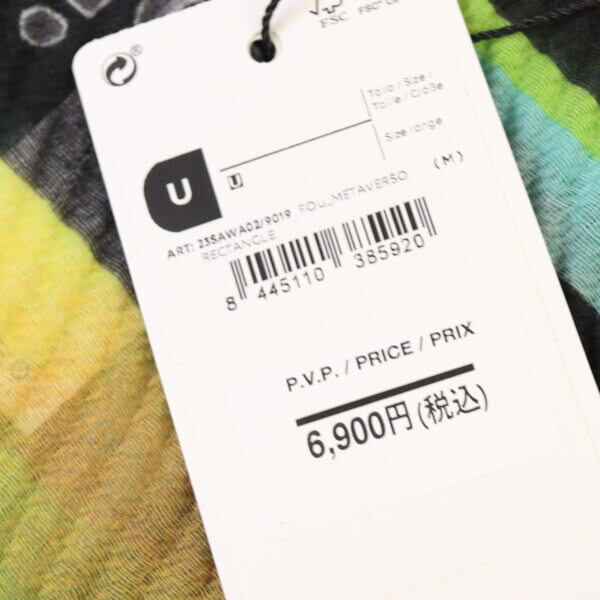 FSC
®
Talla / Size /
Taille / Größe
Size range
U
U
(M)
ART: 23SAWA02/9019 FOU_METAVERSO
RECTANGLE
8 445110 385920
P.V.P. / PRICE / PRIX
6,900円(税込)